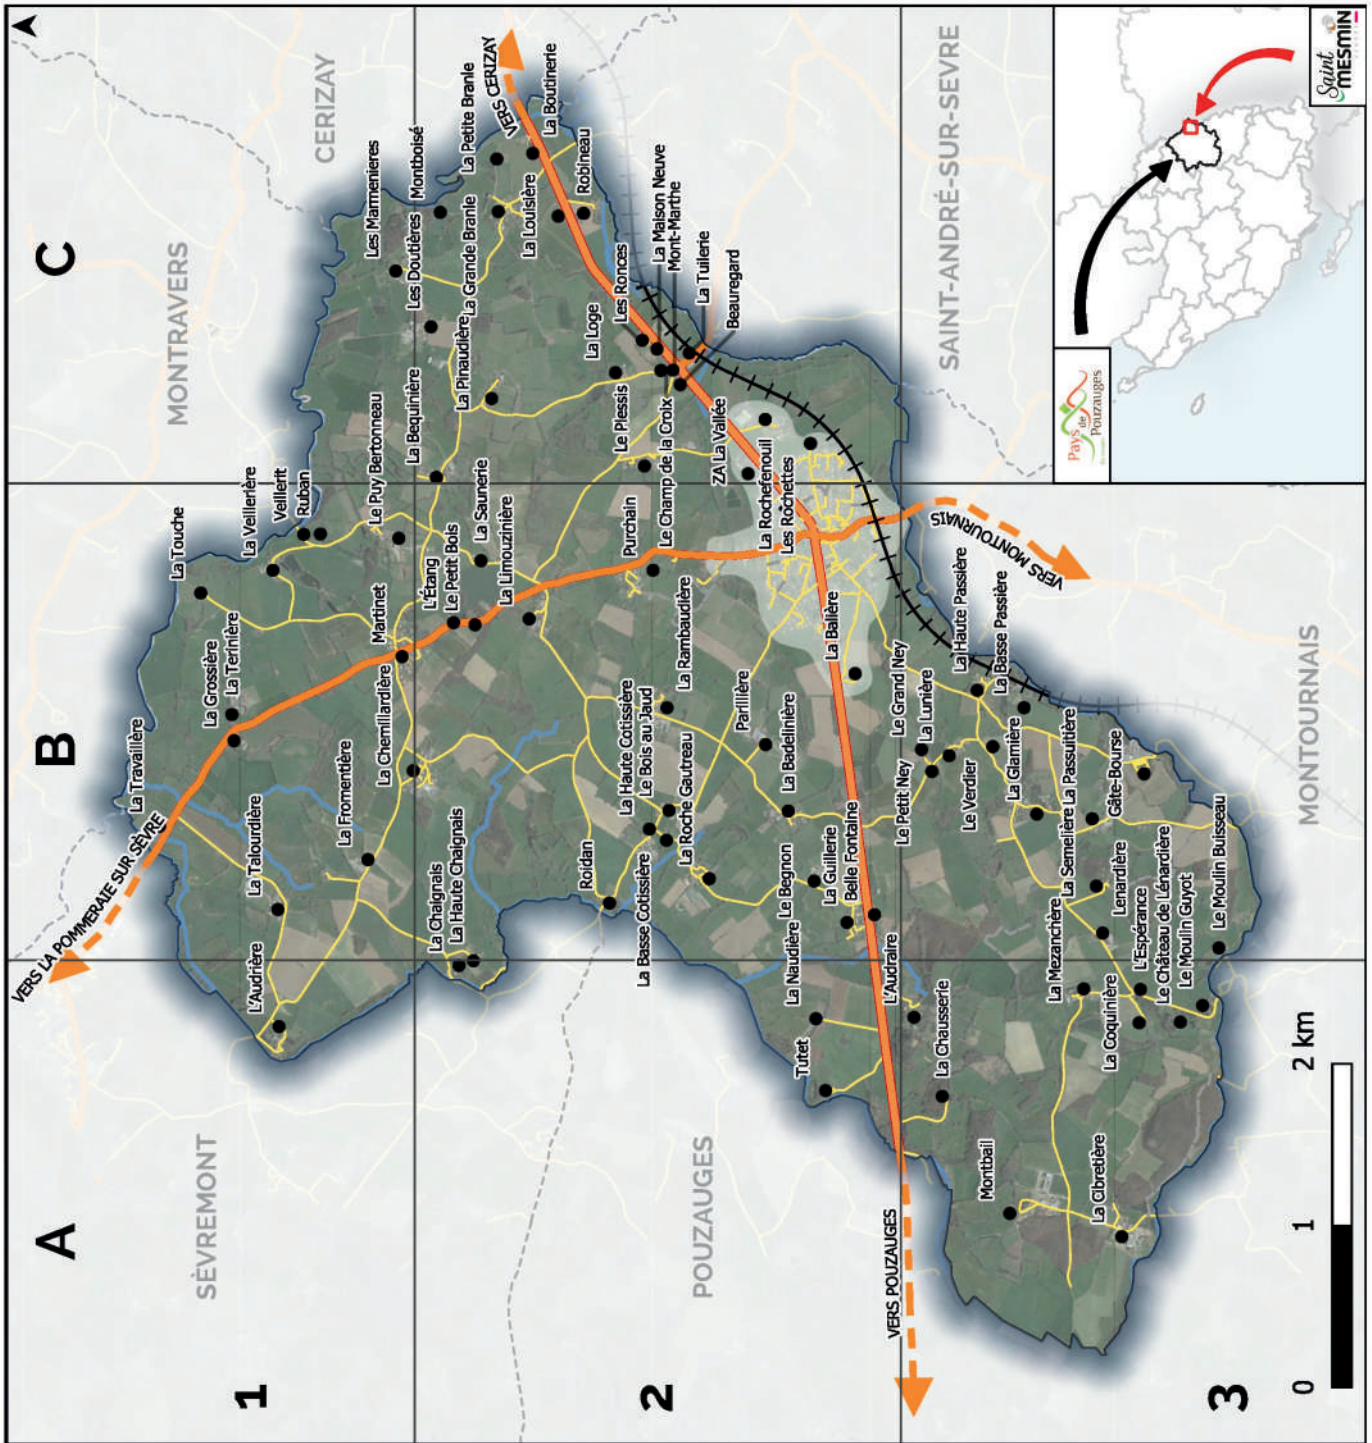 A
B
C
1
2
3
SÈVREMONT
POUZAUGES
MONTRAVERS
CERIZAY
SAINT-ANDRÉ-SUR-SEVRE
MONTOURNAIS
VERS LA POMMERAIE SUR SÈVRE
VERS CERIZAY
VERS MONTOURNAIS
VERS POUZAUGES
La Travaillère
La Grossière
La Terinière
La Touche
La Veillerière
Veillerit
Ruban
Le Puy Bertonneau
L'Audrière
La Talourdière
La Fromentière
La Chemillardière
Martinet
L'Étang
Le Petit Bois
La Saunerie
La Limouzinière
La Chaignais
La Haute Chaignais
La Bequinière
La Pinaudière
Les Marmenieres
Les Doutières
Montboisé
La Grande Branle
La Petite Branle
La Louisière
La Boutinerie
Robineau
La Loge
Les Ronces
La Maison Neuve
Mont-Marthe
La Tuilerie
Beauregard
Le Plessis
Le Champ de la Croix
ZA La Vallée
La Rochefenouil
Les Rochettes
Purchain
La Rambaudière
Roidan
La Haute Cotissière
Le Bois au Jaud
La Basse Cotissière
La Roche Gautreau
Parillière
La Badelinière
La Balière
La Naudière
Le Begnon
La Guillerie
Belle Fontaine
Tutet
L'Audraire
La Chausserie
Le Petit Ney
Le Grand Ney
La Lunière
Le Verdier
La Haute Passière
La Basse Passière
La Glamière
La Passuitière
La Semelière
Gâte-Bourse
La Mezanchère
Lenardière
L'Espérance
Le Château de Lénardière
Le Moulin Guyot
Le Moulin Buisseau
La Coquinière
Montbail
La Cibretière
0
1
2 km
Pays
de
Pouzauges
Saint
MESMIN